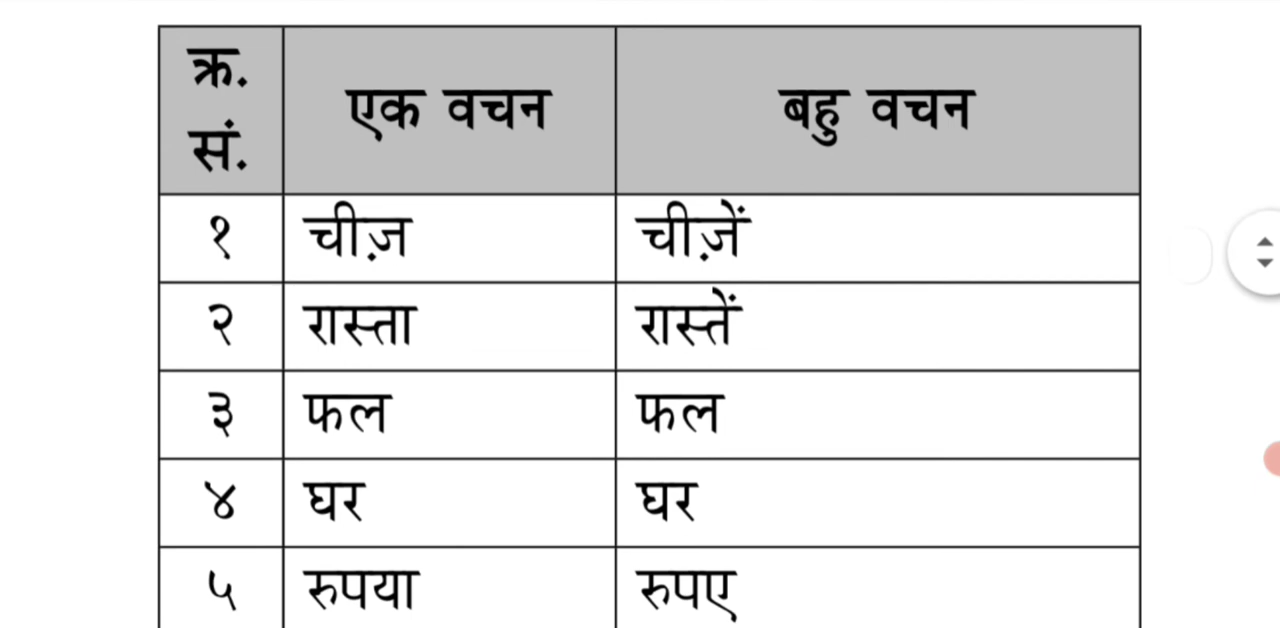 क्र. सं. एक वचन बहु वचन
१ चीज़ चीज़ें
२ रास्ता रास्तें
३ फल फल
४ घर घर
५ रुपया रुपए